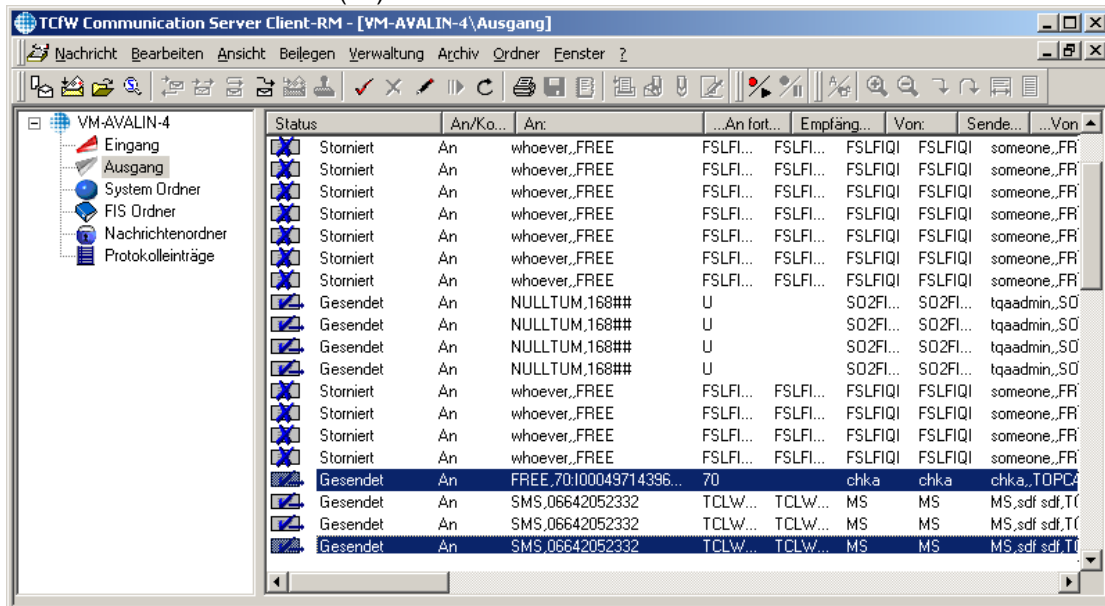 TCfW Communication Server Client-RM - [VM-AVALIN-4\Ausgang]
Nachricht Bearbeiten Ansicht Beilegen Verwaltung Archiv Ordner Fenster ?
VM-AVALIN-4
Eingang
Ausgang
System Ordner
FIS Ordner
Nachrichtenordner
Protokolleinträge
Status An/Ko... An: ...An fort... Empfäng... Von: Sende... ...Von
Storniert An whoever,,FREE FSLFI... FSLFI... FSLFIQI FSLFIQI someone,,FR
Storniert An whoever,,FREE FSLFI... FSLFI... FSLFIQI FSLFIQI someone,,FR
Storniert An whoever,,FREE FSLFI... FSLFI... FSLFIQI FSLFIQI someone,,FR
Storniert An whoever,,FREE FSLFI... FSLFI... FSLFIQI FSLFIQI someone,,FR
Storniert An whoever,,FREE FSLFI... FSLFI... FSLFIQI FSLFIQI someone,,FR
Storniert An whoever,,FREE FSLFI... FSLFI... FSLFIQI FSLFIQI someone,,FR
Storniert An whoever,,FREE FSLFI... FSLFI... FSLFIQI FSLFIQI someone,,FR
Gesendet An NULLTUM,168## U SO2FI... SO2FI... tqaadmin,,SO
Gesendet An NULLTUM,168## U SO2FI... SO2FI... tqaadmin,,SO
Gesendet An NULLTUM,168## U SO2FI... SO2FI... tqaadmin,,SO
Gesendet An NULLTUM,168## U SO2FI... SO2FI... tqaadmin,,SO
Storniert An whoever,,FREE FSLFI... FSLFI... FSLFIQI FSLFIQI someone,,FR
Storniert An whoever,,FREE FSLFI... FSLFI... FSLFIQI FSLFIQI someone,,FR
Storniert An whoever,,FREE FSLFI... FSLFI... FSLFIQI FSLFIQI someone,,FR
Storniert An whoever,,FREE FSLFI... FSLFI... FSLFIQI FSLFIQI someone,,FR
Gesendet An FREE,70:I00049714396... 70 chka chka chka,,TOPCA
Gesendet An SMS,06642052332 TCLW... TCLW... MS MS MS,sdf sdf,TO
Gesendet An SMS,06642052332 TCLW... TCLW... MS MS MS,sdf sdf,TO
Gesendet An SMS,06642052332 TCLW... TCLW... MS MS MS,sdf sdf,TO